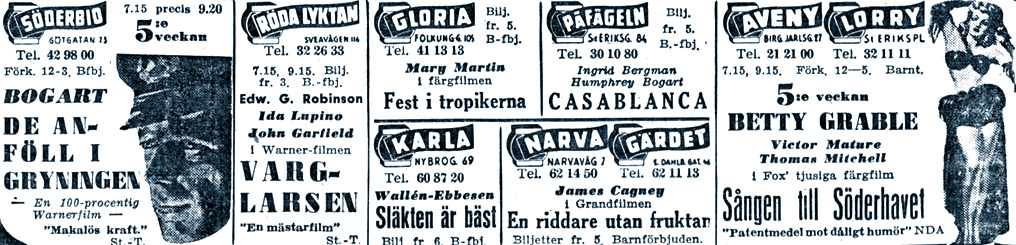 SÖDERBIO
GÖTGATAN 73
7.15 precis 9.20
5:e
veckan
Tel. 42 98 00
Förk. 12-3, Bfbj.
BOGART
DE AN-
FÖLL I
GRYNINGEN
— En 100-procentig
Warnerfilm —
"Makalös kraft."
St.-T.
RÖDA LYKTAN
SVEAVÄGEN 114
Tel. 32 26 33
7.15, 9.15. Bilj.
fr. 3. B.-fbj.
Edw. G. Robinson
Ida Lupino
John Garfield
i Warner-filmen
VARG-
LARSEN
"En mästarfilm"
St.-T.
GLORIA
FOLKUNGG. 105
Tel. 41 13 13
Bilj.
fr. 5.
B-fbj.
Mary Martin
i färgfilmen
Fest i tropikerna
PÅFÅGELN
St ERIKSG. 84
Tel. 30 10 80
Bilj.
fr. 5.
B.-fbj.
Ingrid Bergman
Humphrey Bogart
CASABLANCA
KARLA
NYBROG. 69
Tel. 60 87 20
Wallén-Ebbesen
Släkten är bäst
Bilj fr. 6. B-fbj.
NARVA
NARVAVÄG 7
Tel. 62 14 50
GÄRDET
Tel. 62 11 13
James Cagney
i Grandfilmen
En riddare utan fruktan
Biljetter fr. 5. Barnförbjuden.
AVENY
BIRG. JARLSG. 27
Tel. 21 21 00
LORRY
St ERIKSPL.
Tel. 32 11 11
7.15, 9.15. Förk. 12—5. Barnt.
5:e veckan
BETTY GRABLE
Victor Mature
Thomas Mitchell
i Fox' tjusiga färgfilm
Sången till Söderhavet
"Patentmedel mot dåligt humör" NDA